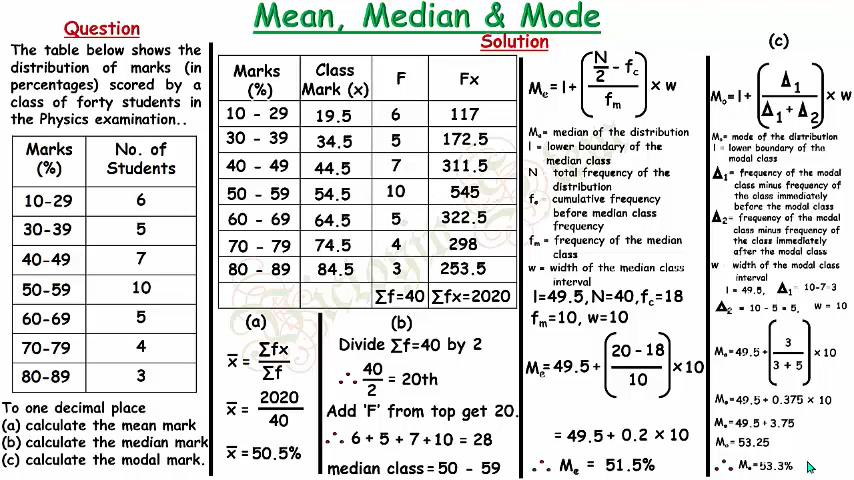 Mean, Median & Mode
Question
The table below shows the
distribution of marks (in
percentages) scored by a
class of forty students in
the Physics examination..
Marks (%) No. of Students
10-29 6
30-39 5
40-49 7
50-59 10
60-69 5
70-79 4
80-89 3
To one decimal place
(a) calculate the mean mark
(b) calculate the median mark
(c) calculate the modal mark.
Solution
Marks (%) Class Mark (x) F Fx
10 - 29 19.5 6 117
30 - 39 34.5 5 172.5
40 - 49 44.5 7 311.5
50 - 59 54.5 10 545
60 - 69 64.5 5 322.5
70 - 79 74.5 4 298
80 - 89 84.5 3 253.5
∑f=40 ∑fx=2020
(a)
x̅ = ∑fx / ∑f
x̅ = 2020 / 40
x̅ = 50.5%
(b)
Divide ∑f=40 by 2
∴ 40/2 = 20th
Add 'F' from top get 20.
∴ 6 + 5 + 7 + 10 = 28
median class = 50 - 59
Me = l + ((N/2 - fc) / fm) × w
Me = median of the distribution
l = lower boundary of the
median class
N = total frequency of the
distribution
fc = cumulative frequency
before median class
frequency
fm = frequency of the median
class
w = width of the median class
interval
l=49.5, N=40, fc=18
fm=10, w=10
Me = 49.5 + ((20 - 18) / 10) × 10
= 49.5 + 0.2 × 10
∴ Me = 51.5%
(c)
Mo = l + (Δ1 / (Δ1 + Δ2)) × w
Mo = mode of the distribution
l = lower boundary of the
modal class
Δ1 = frequency of the modal
class minus frequency of
the class immediately
before the modal class
Δ2 = frequency of the modal
class minus frequency of
the class immediately
after the modal class
w = width of the modal class
interval
l = 49.5, Δ1 = 10-7=3
Δ2 = 10 - 5 = 5, w = 10
Mo = 49.5 + (3 / (3 + 5)) × 10
Mo = 49.5 + 0.375 × 10
Mo = 49.5 + 3.75
Mo = 53.25
∴ Mo = 53.3%